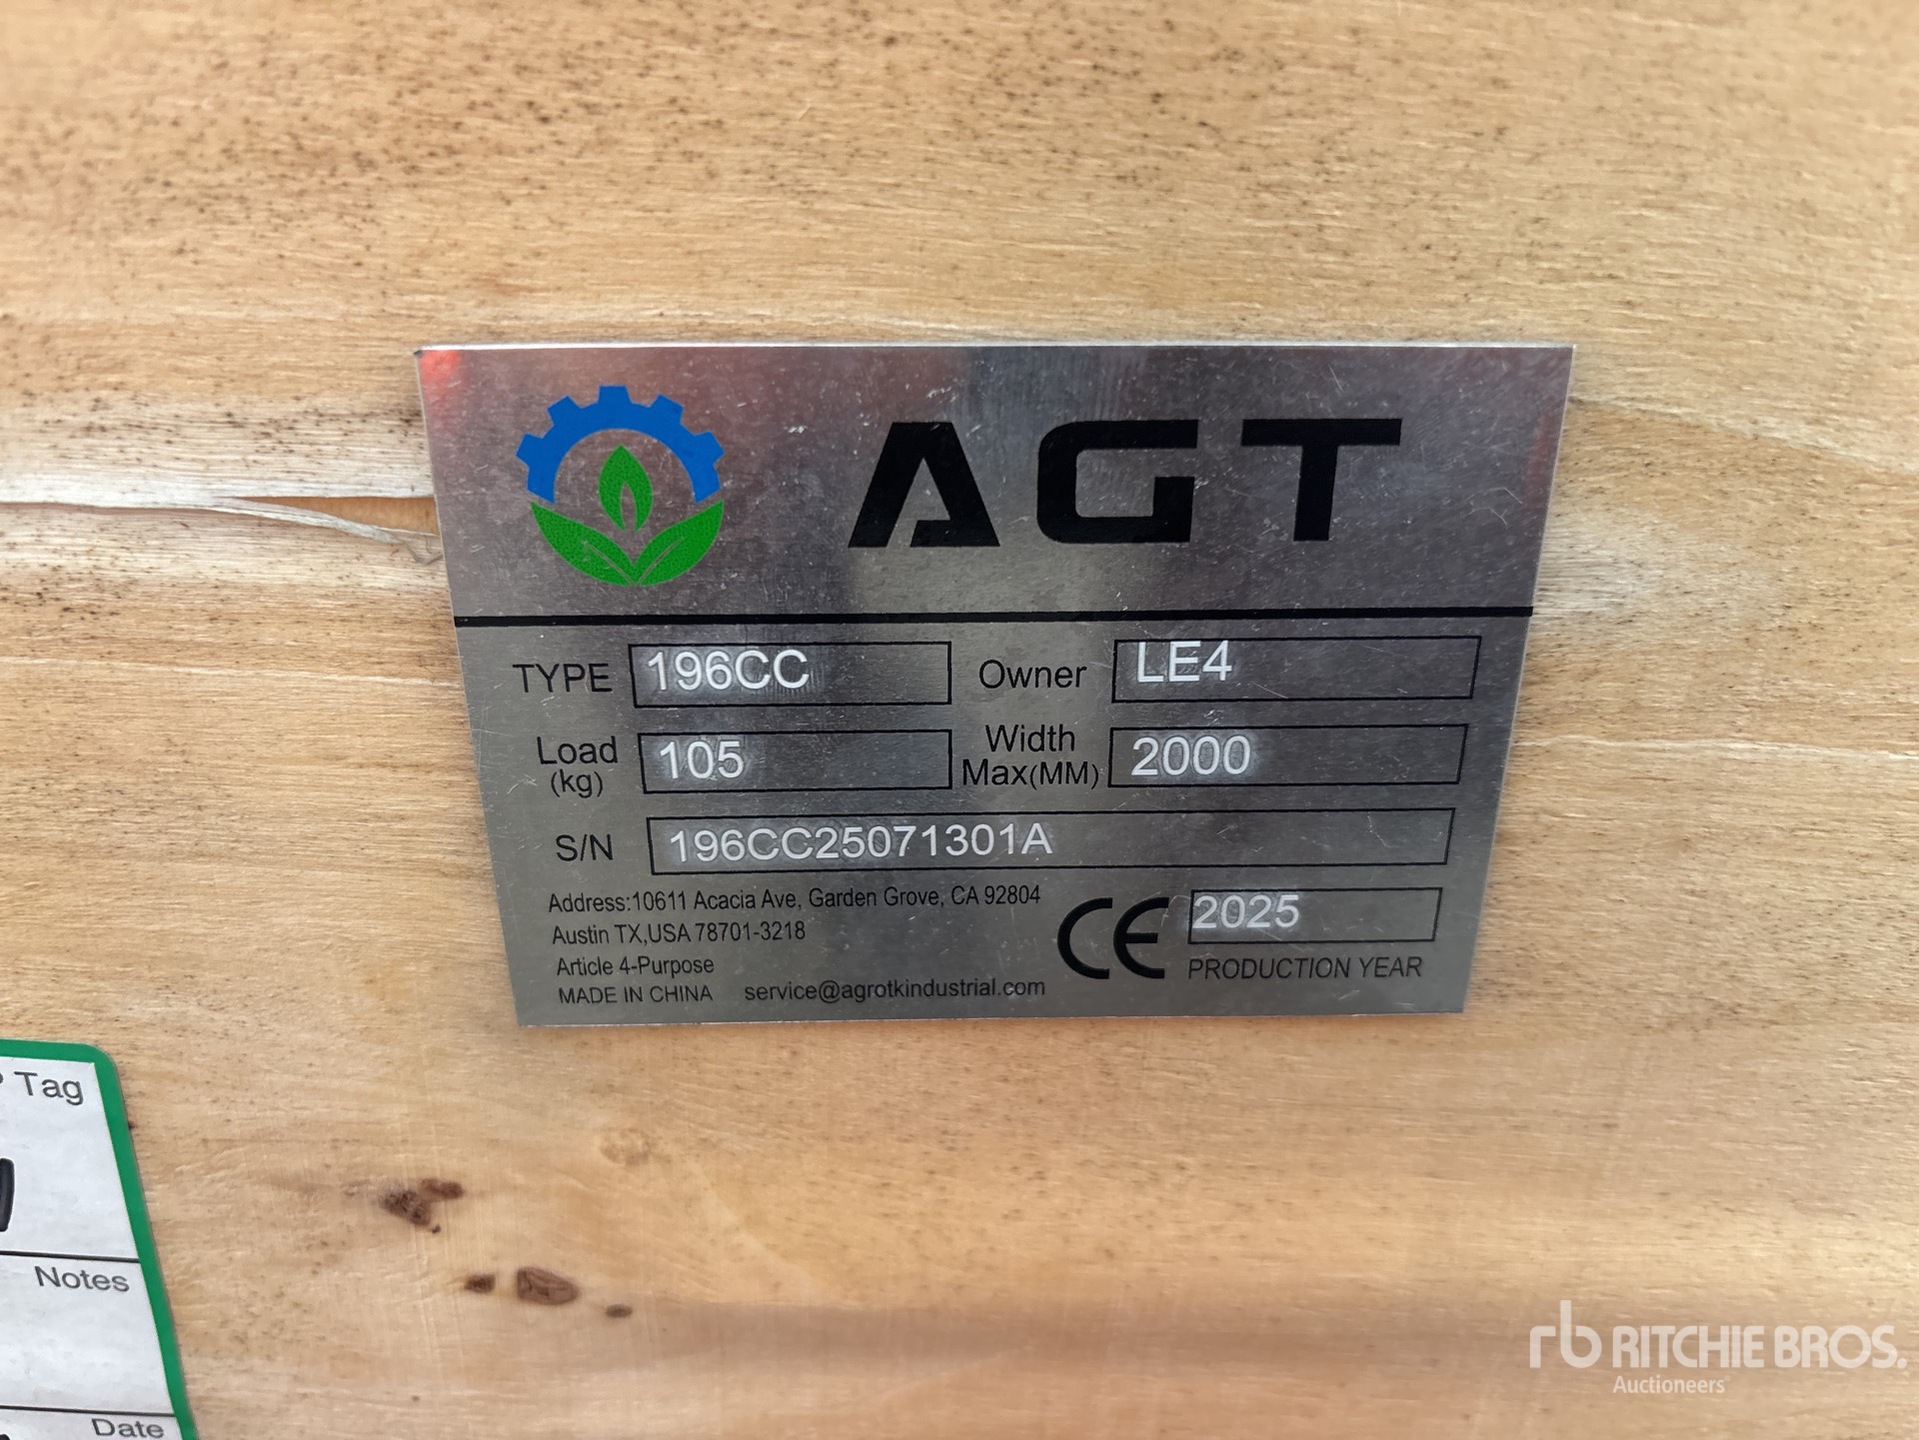 AGT
TYPE 196CC Owner LE4
Load (kg) 105 Width Max(MM) 2000
S/N 196CC25071301A
Address:10611 Acacia Ave, Garden Grove, CA 92804
Austin TX,USA 78701-3218
Article 4-Purpose
MADE IN CHINA service@agrotkindustrial.com
CE 2025
PRODUCTION YEAR
Tag
Notes
Date
rb RITCHIE BROS.
Auctioneers